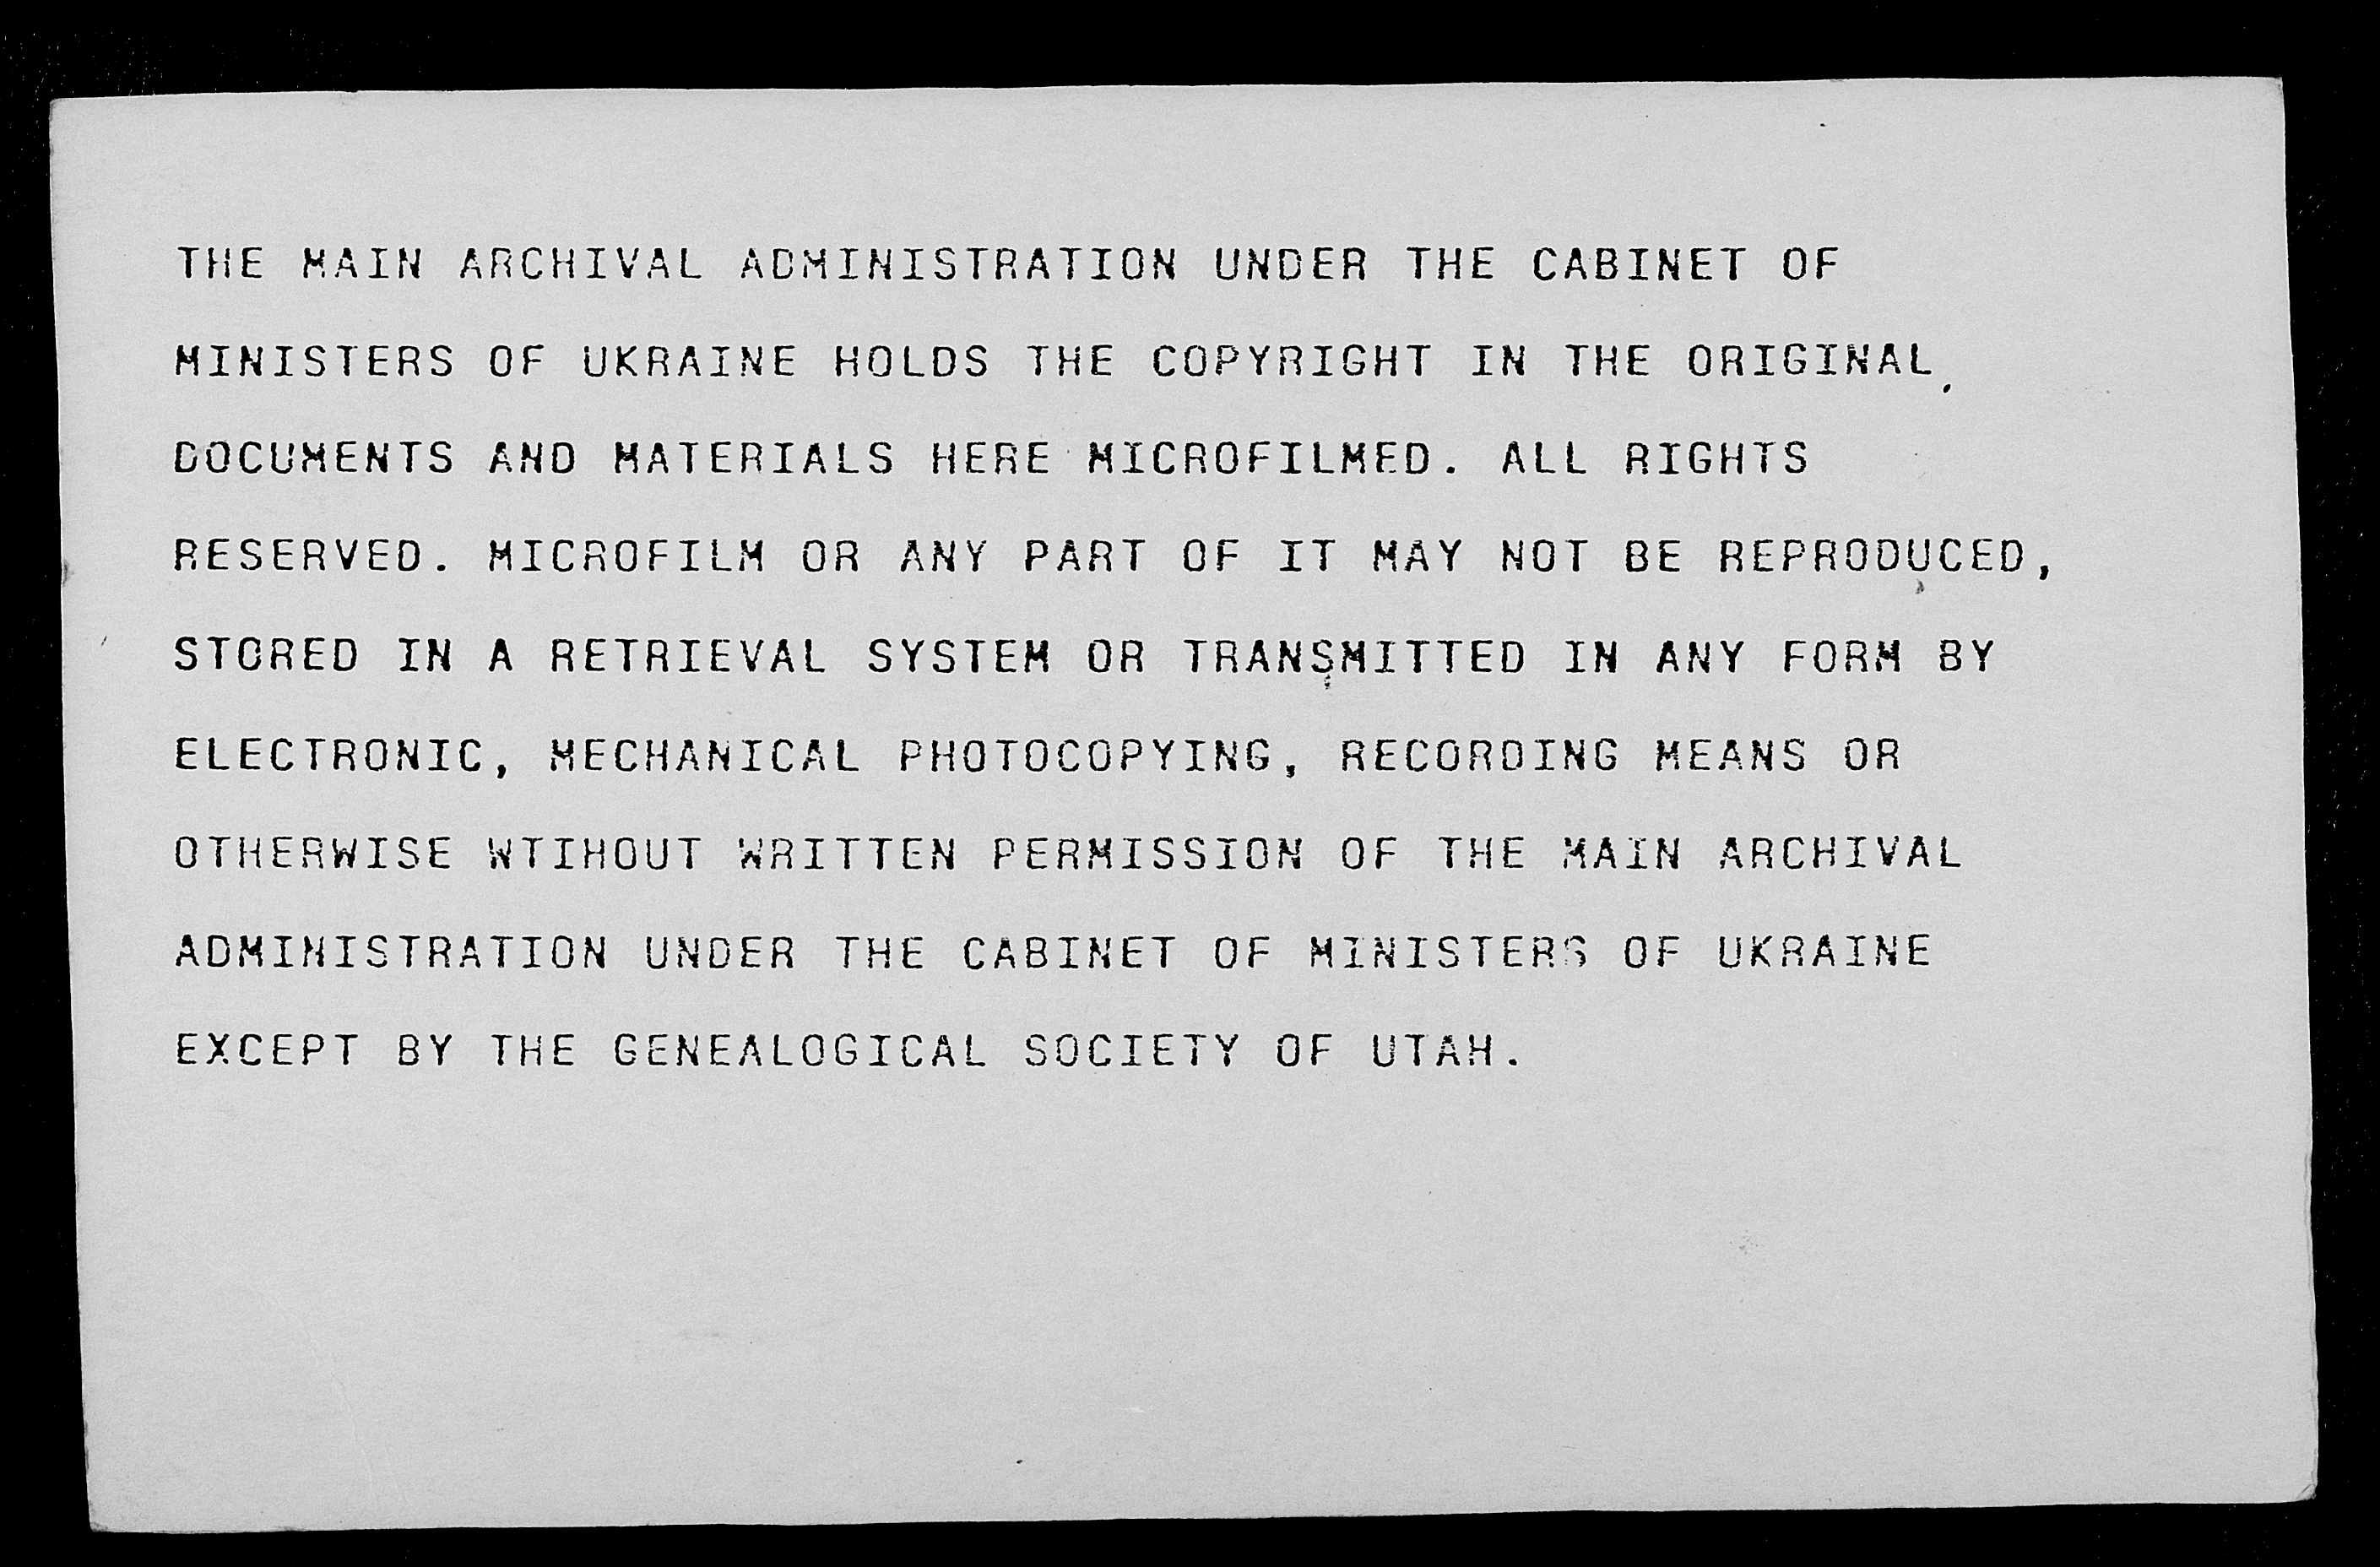 THE MAIN ARCHIVAL ADMINISTRATION UNDER THE CABINET OF
MINISTERS OF UKRAINE HOLDS THE COPYRIGHT IN THE ORIGINAL
DOCUMENTS AND MATERIALS HERE MICROFILMED. ALL RIGHTS
RESERVED. MICROFILM OR ANY PART OF IT MAY NOT BE REPRODUCED,
STORED IN A RETRIEVAL SYSTEM OR TRANSMITTED IN ANY FORM BY
ELECTRONIC, MECHANICAL PHOTOCOPYING, RECORDING MEANS OR
OTHERWISE WTIHOUT WRITTEN PERMISSION OF THE MAIN ARCHIVAL
ADMINISTRATION UNDER THE CABINET OF MINISTERS OF UKRAINE
EXCEPT BY THE GENEALOGICAL SOCIETY OF UTAH.